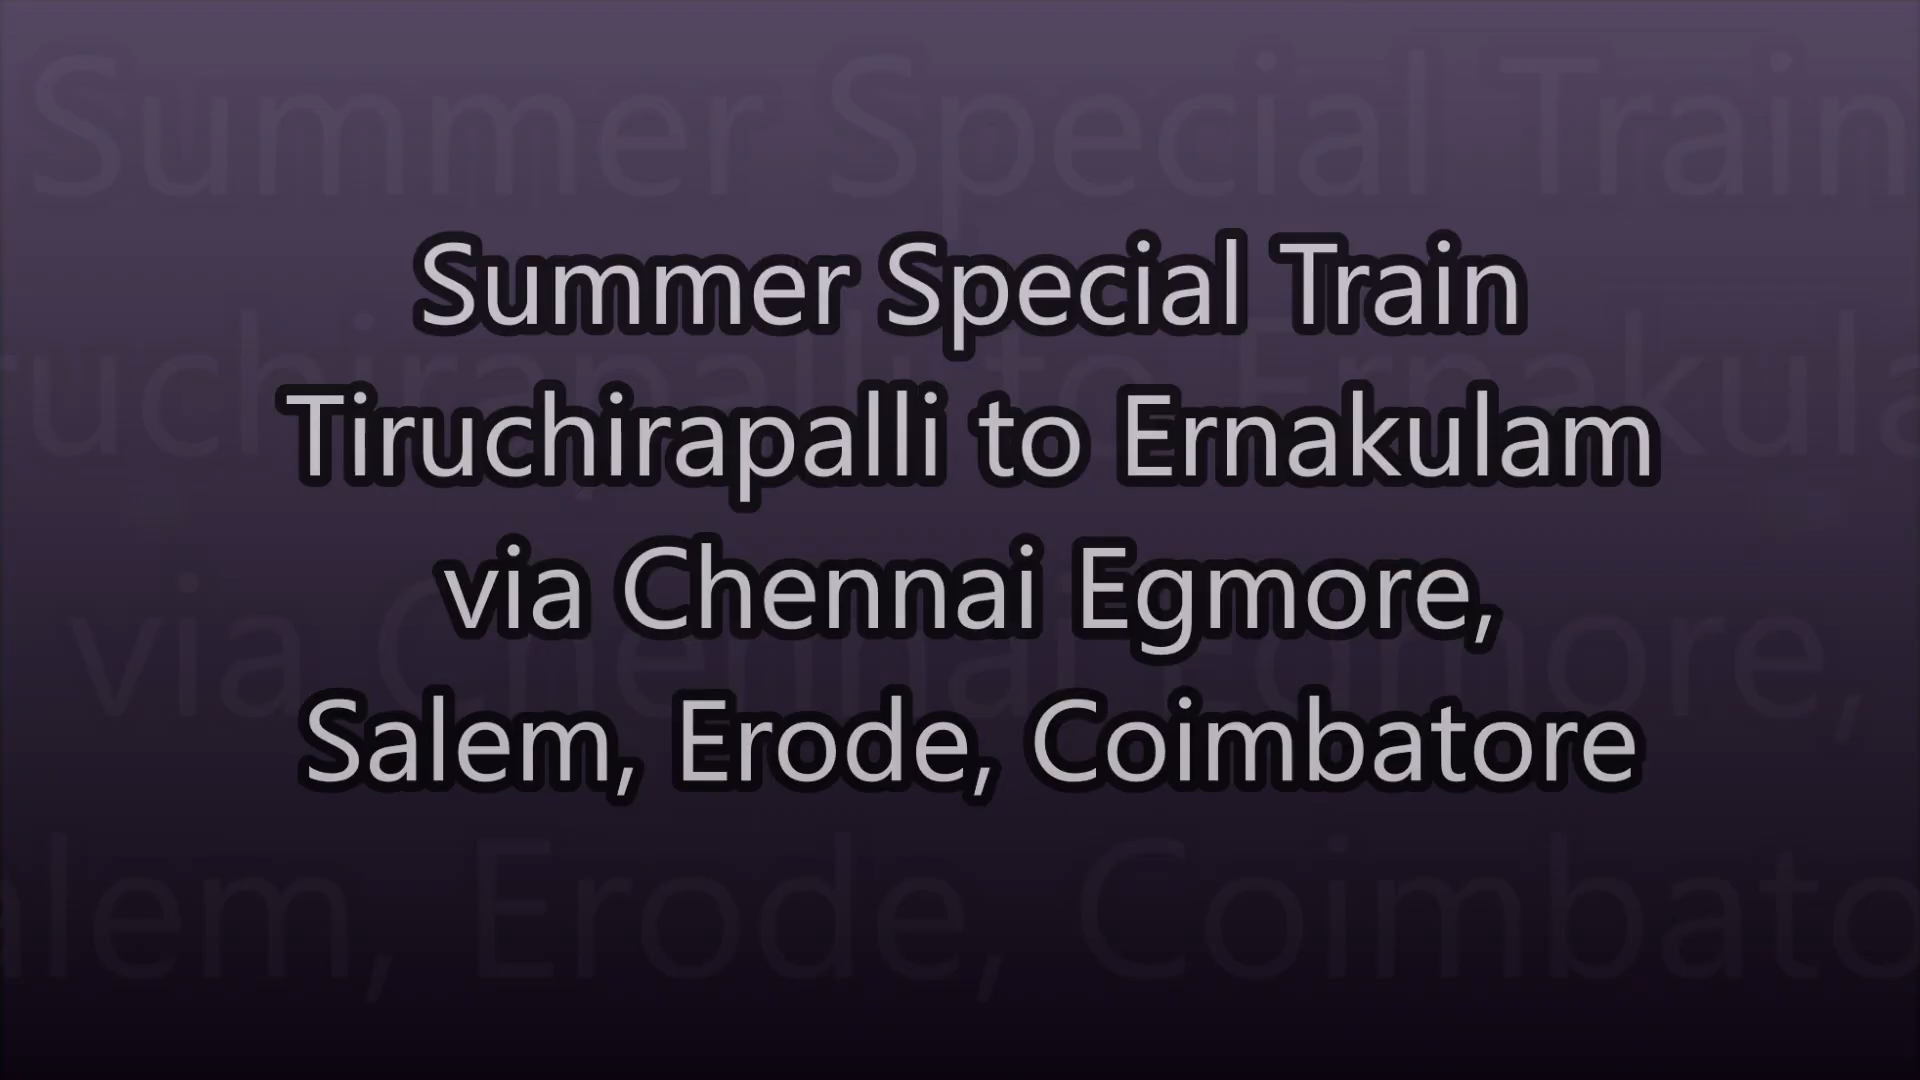 Summer Special Train
Tiruchirapalli to Ernakulam
via Chennai Egmore,
Salem, Erode, Coimbatore